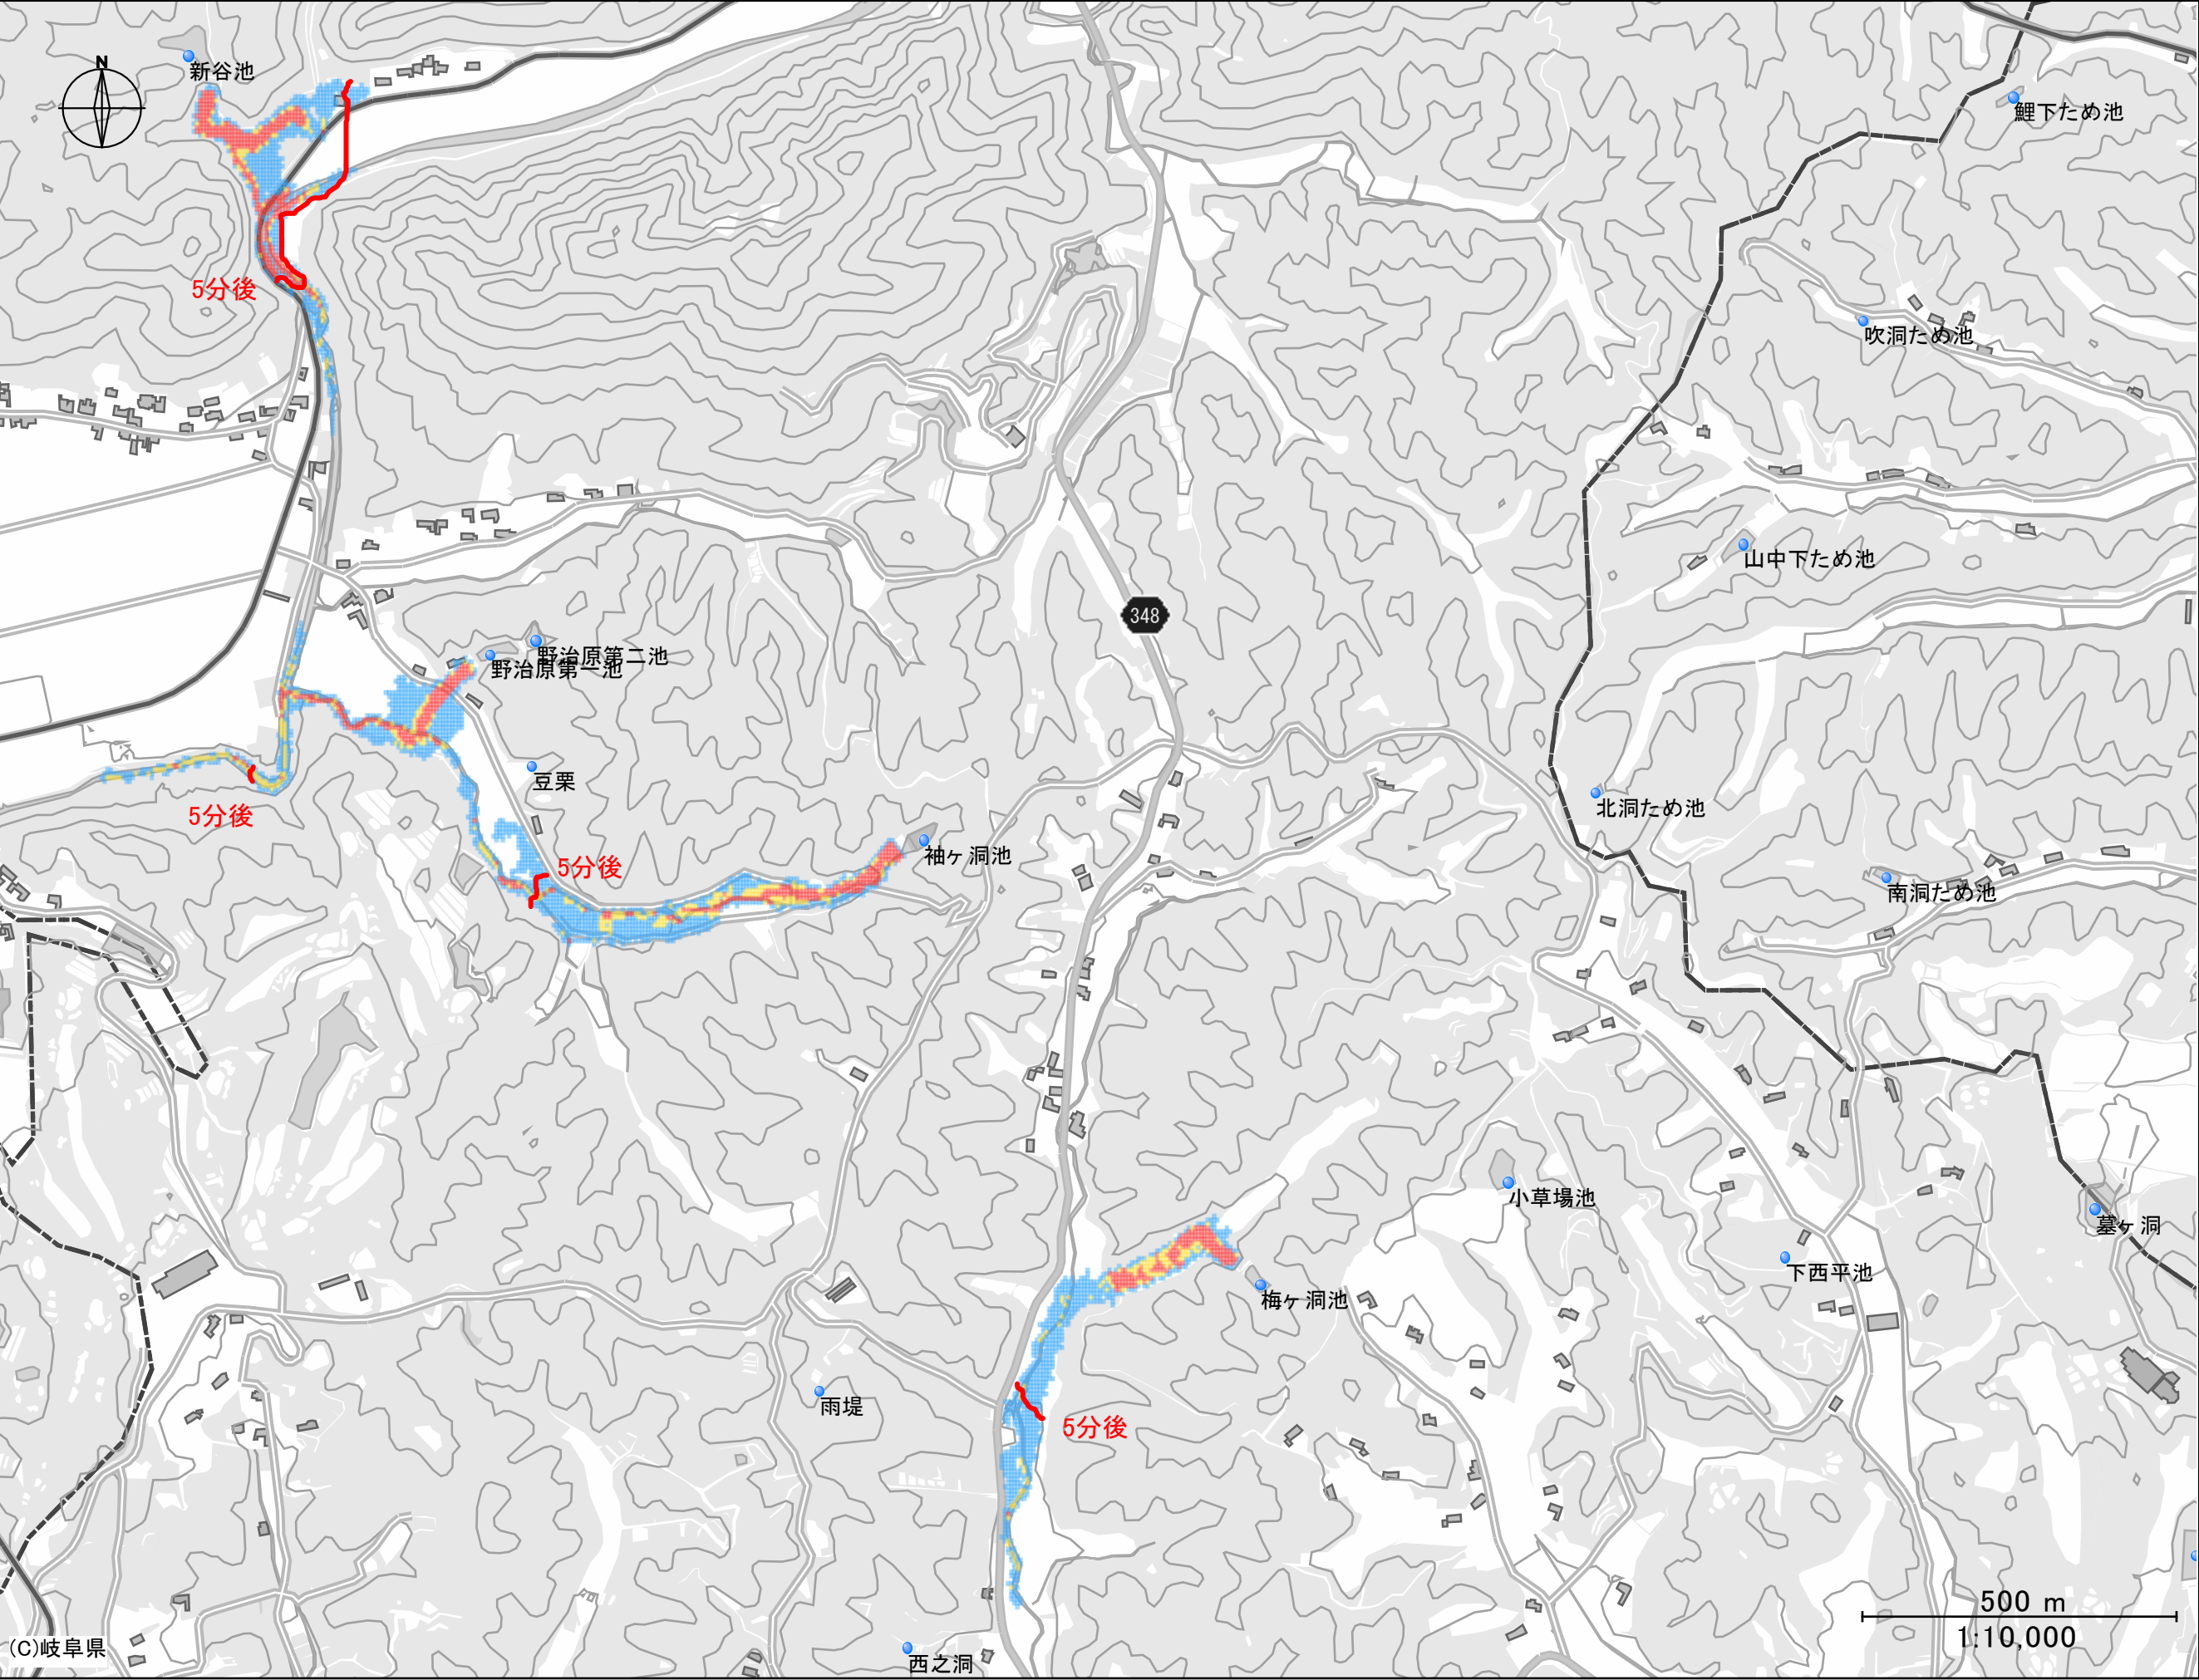 N
新谷池
鯉下ため池
5分後
吹洞ため池
山中下ため池
348
野治原第二池
野治原第一池
豆栗
北洞ため池
5分後
5分後
袖ヶ洞池
南洞ため池
小草場池
墓ヶ洞
下西平池
梅ヶ洞池
雨堤
5分後
500 m
1:10,000
(C)岐阜県
西之洞